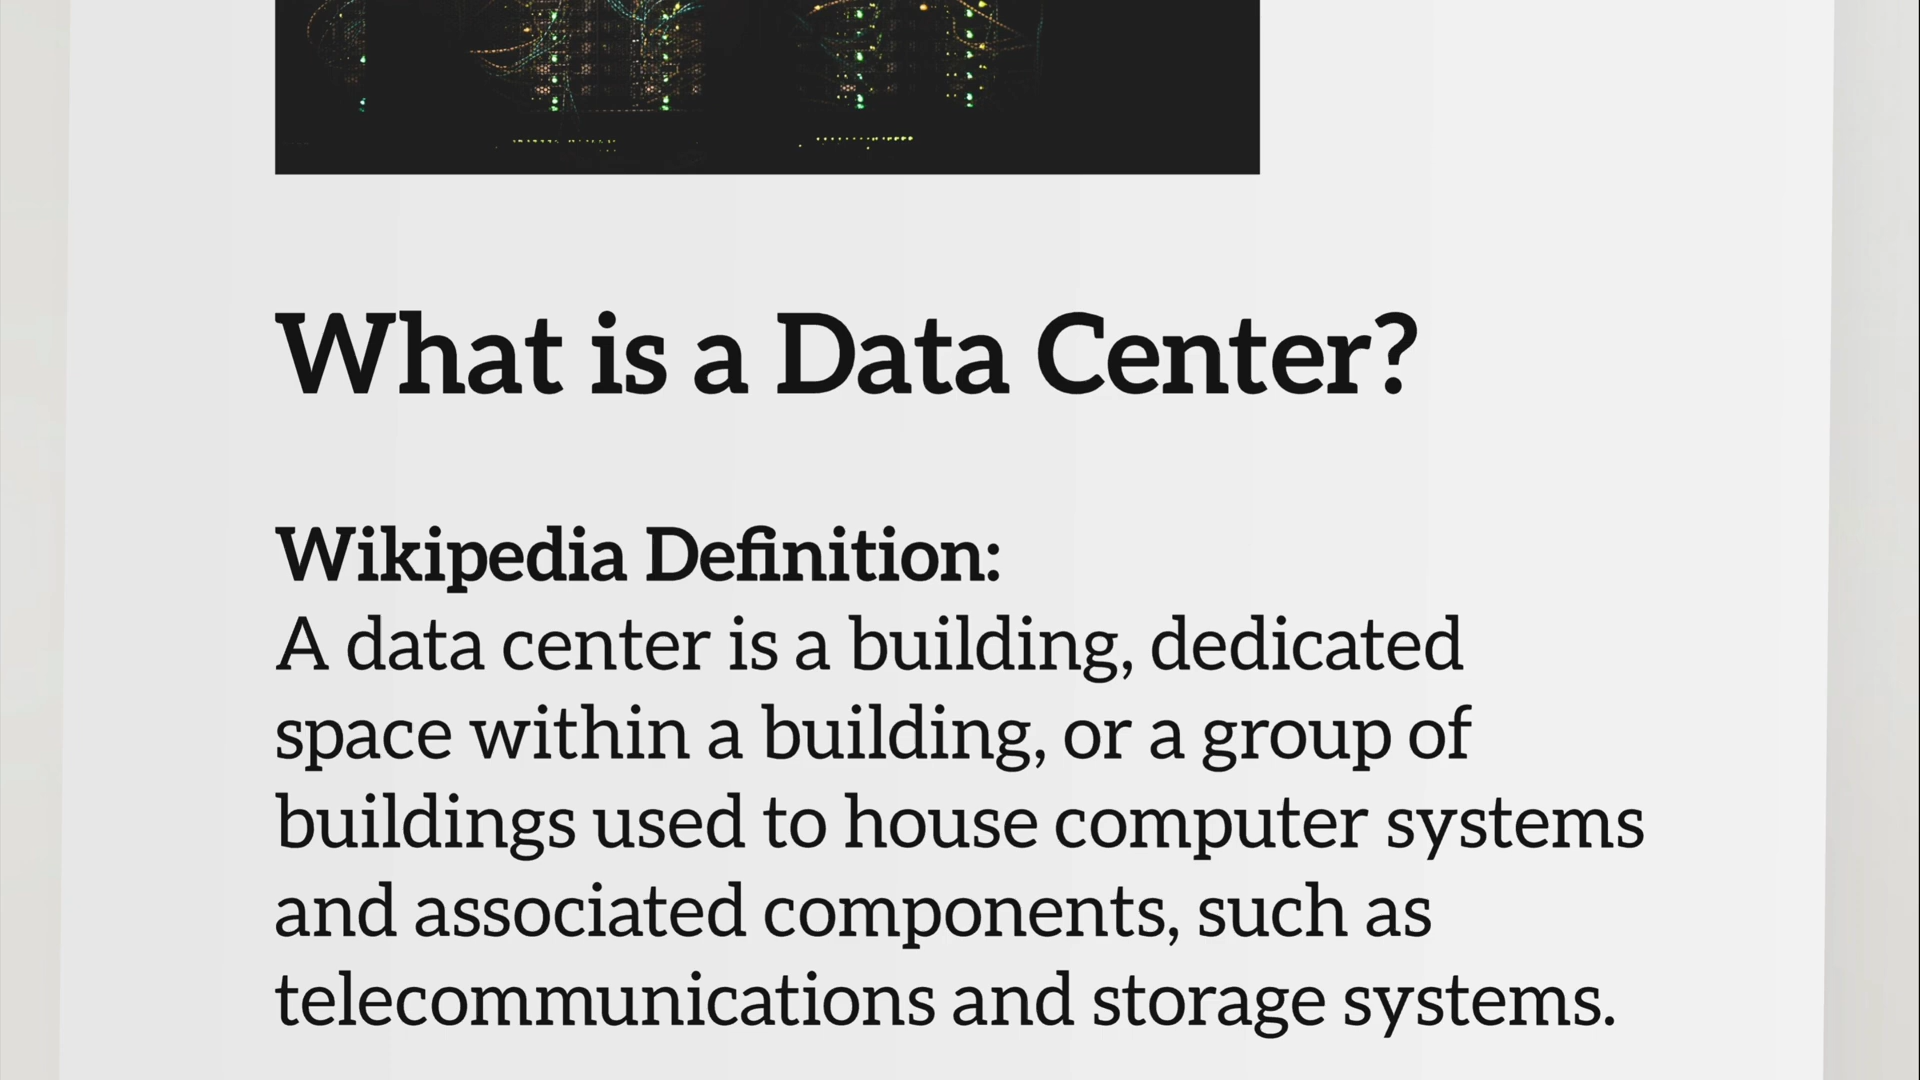 What is a Data Center?
Wikipedia Definition:
A data center is a building, dedicated
space within a building, or a group of
buildings used to house computer systems
and associated components, such as
telecommunications and storage systems.